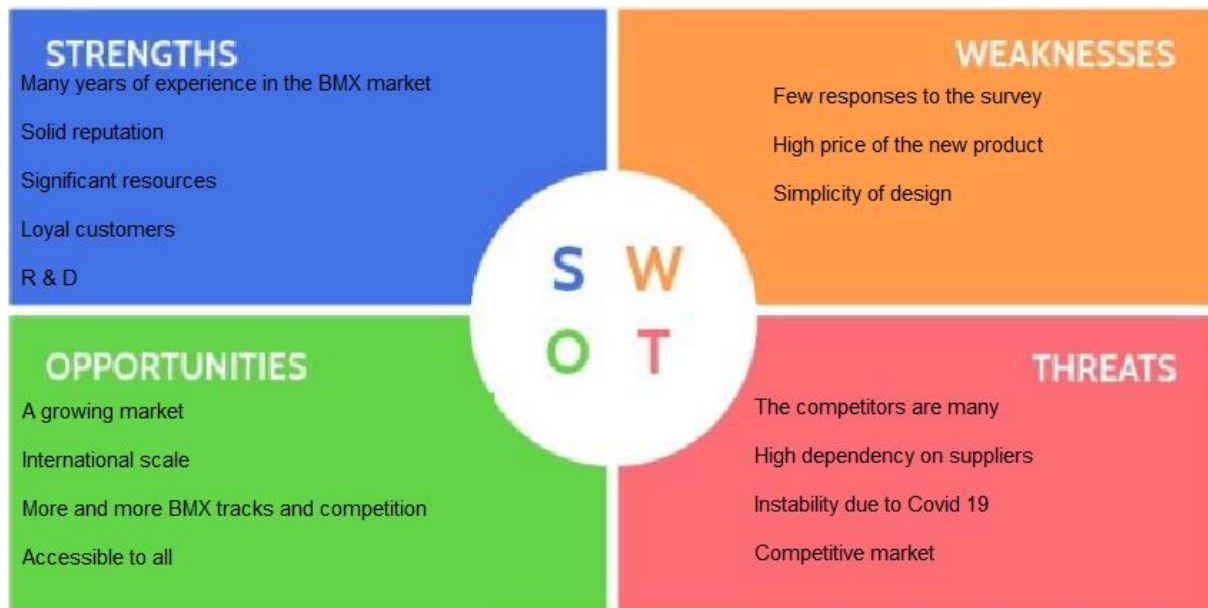 STRENGTHS
Many years of experience in the BMX market
Solid reputation
Significant resources
Loyal customers
R & D
WEAKNESSES
Few responses to the survey
High price of the new product
Simplicity of design
S W
O T
OPPORTUNITIES
A growing market
International scale
More and more BMX tracks and competition
Accessible to all
THREATS
The competitors are many
High dependency on suppliers
Instability due to Covid 19
Competitive market